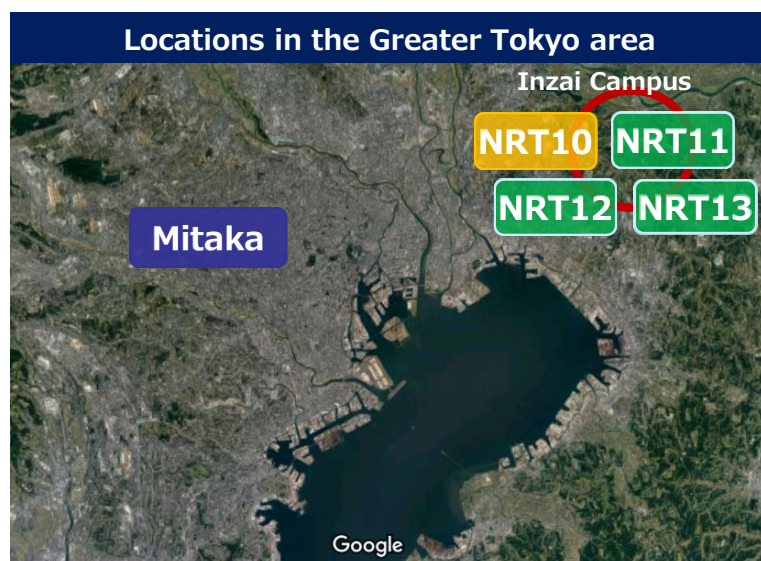 Locations in the Greater Tokyo area
Inzai Campus
NRT10
NRT11
NRT12
NRT13
Mitaka
Google